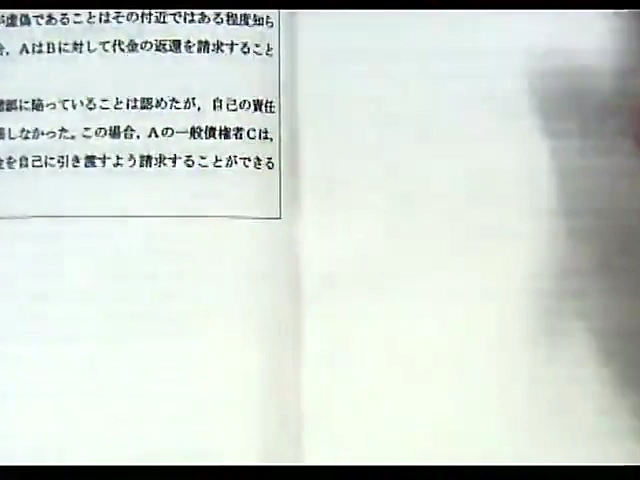 が虚偽であることはその付近ではある程度知ら
合，AはBに対して代金の返還を請求すること
錯誤に陥っていることは認めたが，自己の責任
しなかった。この場合，Aの一般債権者Cは，
金を自己に引き渡すよう請求することができる